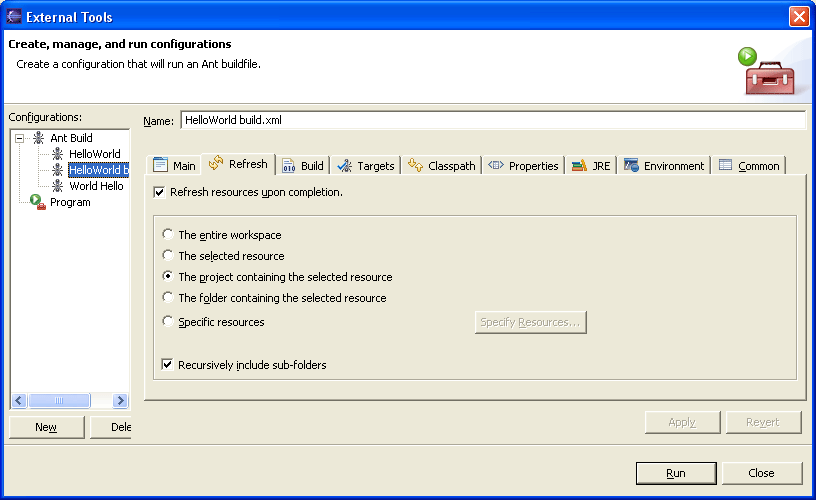 External Tools
Create, manage, and run configurations
Create a configuration that will run an Ant buildfile.
Configurations:
Ant Build
HelloWorld
HelloWorld b
World Hello
Program
New
Dele
Name: HelloWorld build.xml
Main Refresh Build Targets Classpath Properties JRE Environment Common
Refresh resources upon completion.
The entire workspace
The selected resource
The project containing the selected resource
The folder containing the selected resource
Specific resources Specify Resources...
Recursively include sub-folders
Apply Revert
Run Close